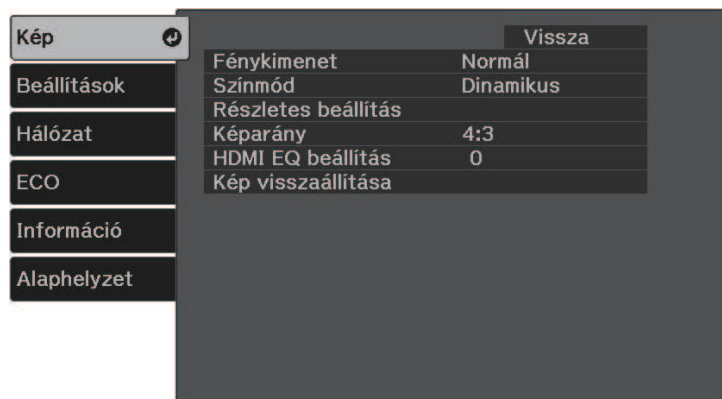 Kép
Beállítások
Hálózat
ECO
Információ
Alaphelyzet
Vissza
Fénykimenet Normál
Színmód Dinamikus
Részletes beállítás
Képarány 4:3
HDMI EQ beállítás 0
Kép visszaállítása